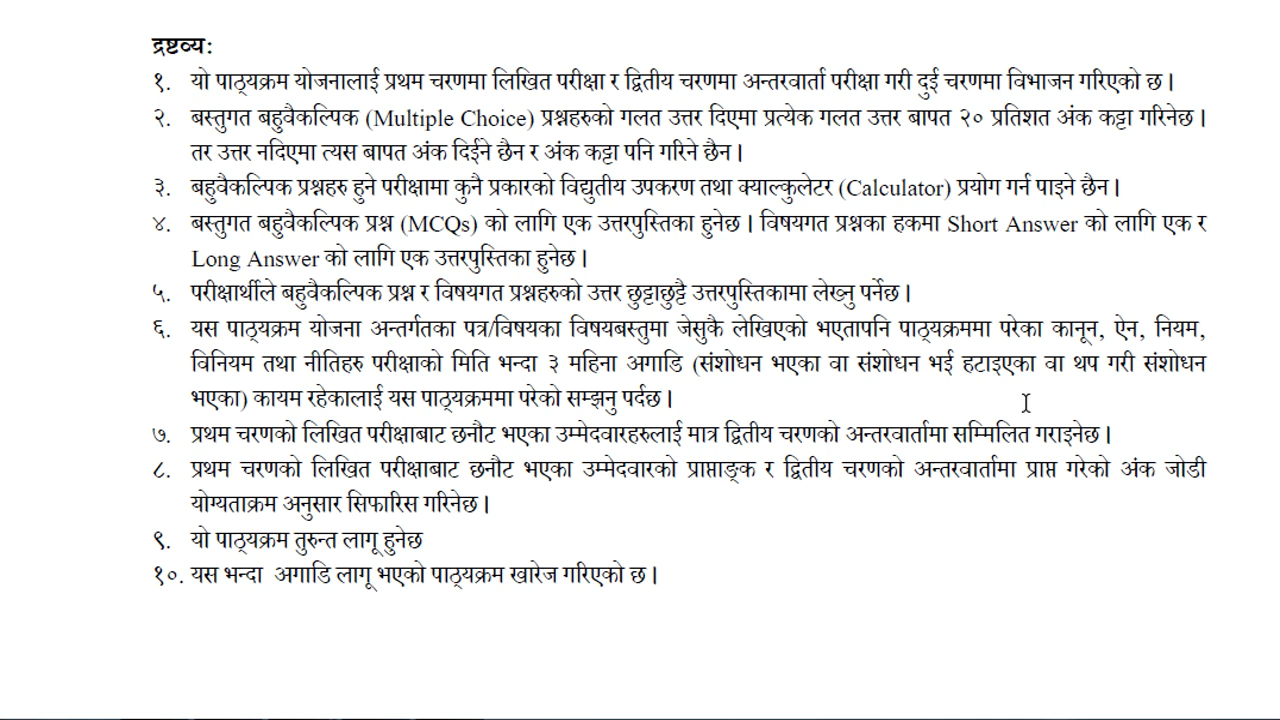 द्रष्टव्य:
१. यो पाठ्यक्रम योजनालाई प्रथम चरणमा लिखित परीक्षा र द्वितीय चरणमा अन्तरवार्ता परीक्षा गरी दुई चरणमा विभाजन गरिएको छ ।
२. बस्तुगत बहुवैकल्पिक (Multiple Choice) प्रश्नहरुको गलत उत्तर दिएमा प्रत्येक गलत उत्तर बापत २० प्रतिशत अंक कट्टा गरिनेछ ।
तर उत्तर नदिएमा त्यस बापत अंक दिईने छैन र अंक कट्टा पनि गरिने छैन ।
३. बहुवैकल्पिक प्रश्नहरु हुने परीक्षामा कुनै प्रकारको विद्युतीय उपकरण तथा क्याल्कुलेटर (Calculator) प्रयोग गर्न पाइने छैन ।
४. बस्तुगत बहुवैकल्पिक प्रश्न (MCQs) को लागि एक उत्तरपुस्तिका हुनेछ । विषयगत प्रश्नका हकमा Short Answer को लागि एक र
Long Answer को लागि एक उत्तरपुस्तिका हुनेछ ।
५. परीक्षार्थीले बहुवैकल्पिक प्रश्न र विषयगत प्रश्नहरुको उत्तर छुट्टाछुट्टै उत्तरपुस्तिकामा लेख्नु पर्नेछ ।
६. यस पाठ्यक्रम योजना अन्तर्गतका पत्र/विषयका विषयबस्तुमा जेसुकै लेखिएको भएतापनि पाठ्यक्रममा परेका कानून, ऐन, नियम,
विनियम तथा नीतिहरु परीक्षाको मिति भन्दा ३ महिना अगाडि (संशोधन भएका वा संशोधन भई हटाइएका वा थप गरी संशोधन
भएका) कायम रहेकालाई यस पाठ्यक्रममा परेको सम्झनु पर्दछ ।
७. प्रथम चरणको लिखित परीक्षाबाट छनौट भएका उम्मेदवारहरुलाई मात्र द्वितीय चरणको अन्तरवार्तामा सम्मिलित गराइनेछ ।
८. प्रथम चरणको लिखित परीक्षाबाट छनौट भएका उम्मेदवारको प्राप्ताङ्क र द्वितीय चरणको अन्तरवार्तामा प्राप्त गरेको अंक जोडी
योग्यताक्रम अनुसार सिफारिस गरिनेछ ।
९. यो पाठ्यक्रम तुरुन्त लागू हुनेछ
१०. यस भन्दा अगाडि लागू भएको पाठ्यक्रम खारेज गरिएको छ ।